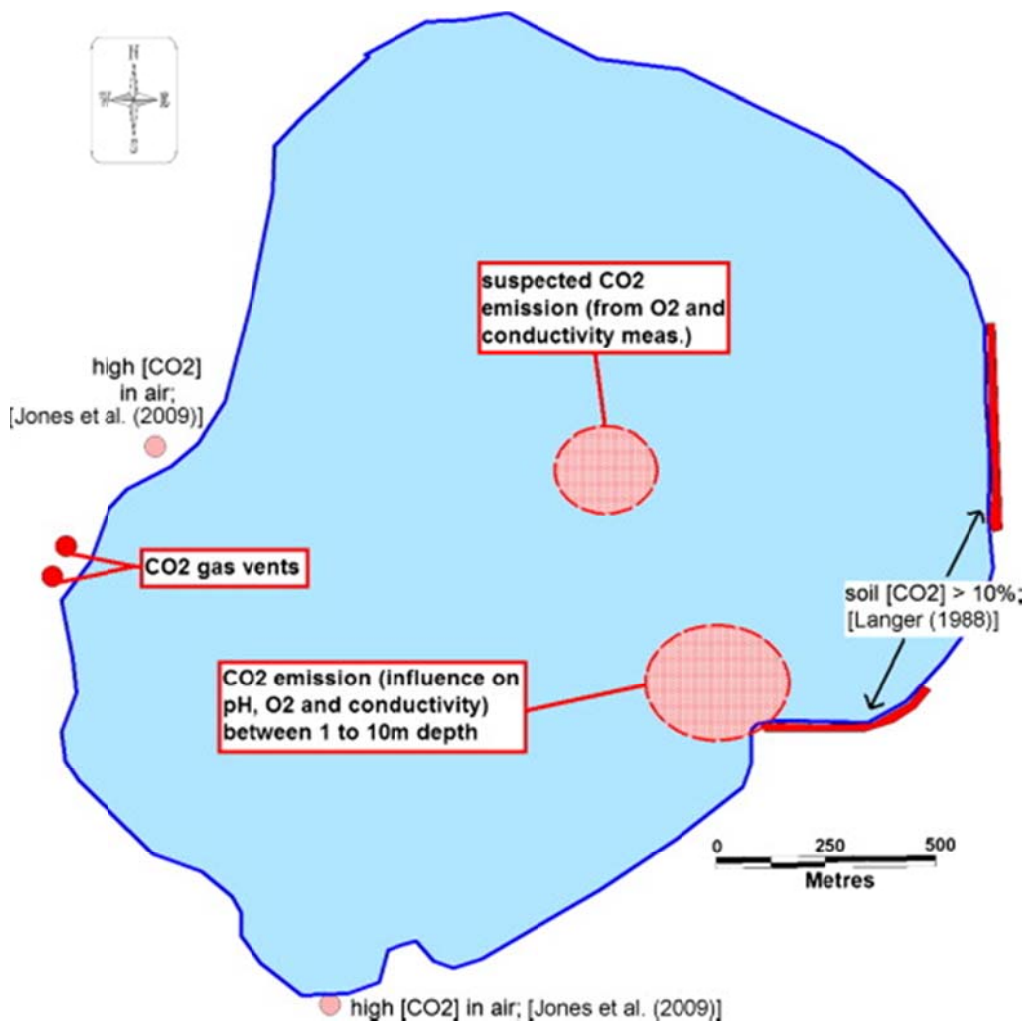 suspected CO2
emission (from O2 and
conductivity meas.)
high [CO2]
in air;
[Jones et al. (2009)]
CO2 gas vents
soil [CO2] > 10%;
[Langer (1988)]
CO2 emission (influence on
pH, O2 and conductivity)
between 1 to 10m depth
0 250 500
Metres
high [CO2] in air; [Jones et al. (2009)]